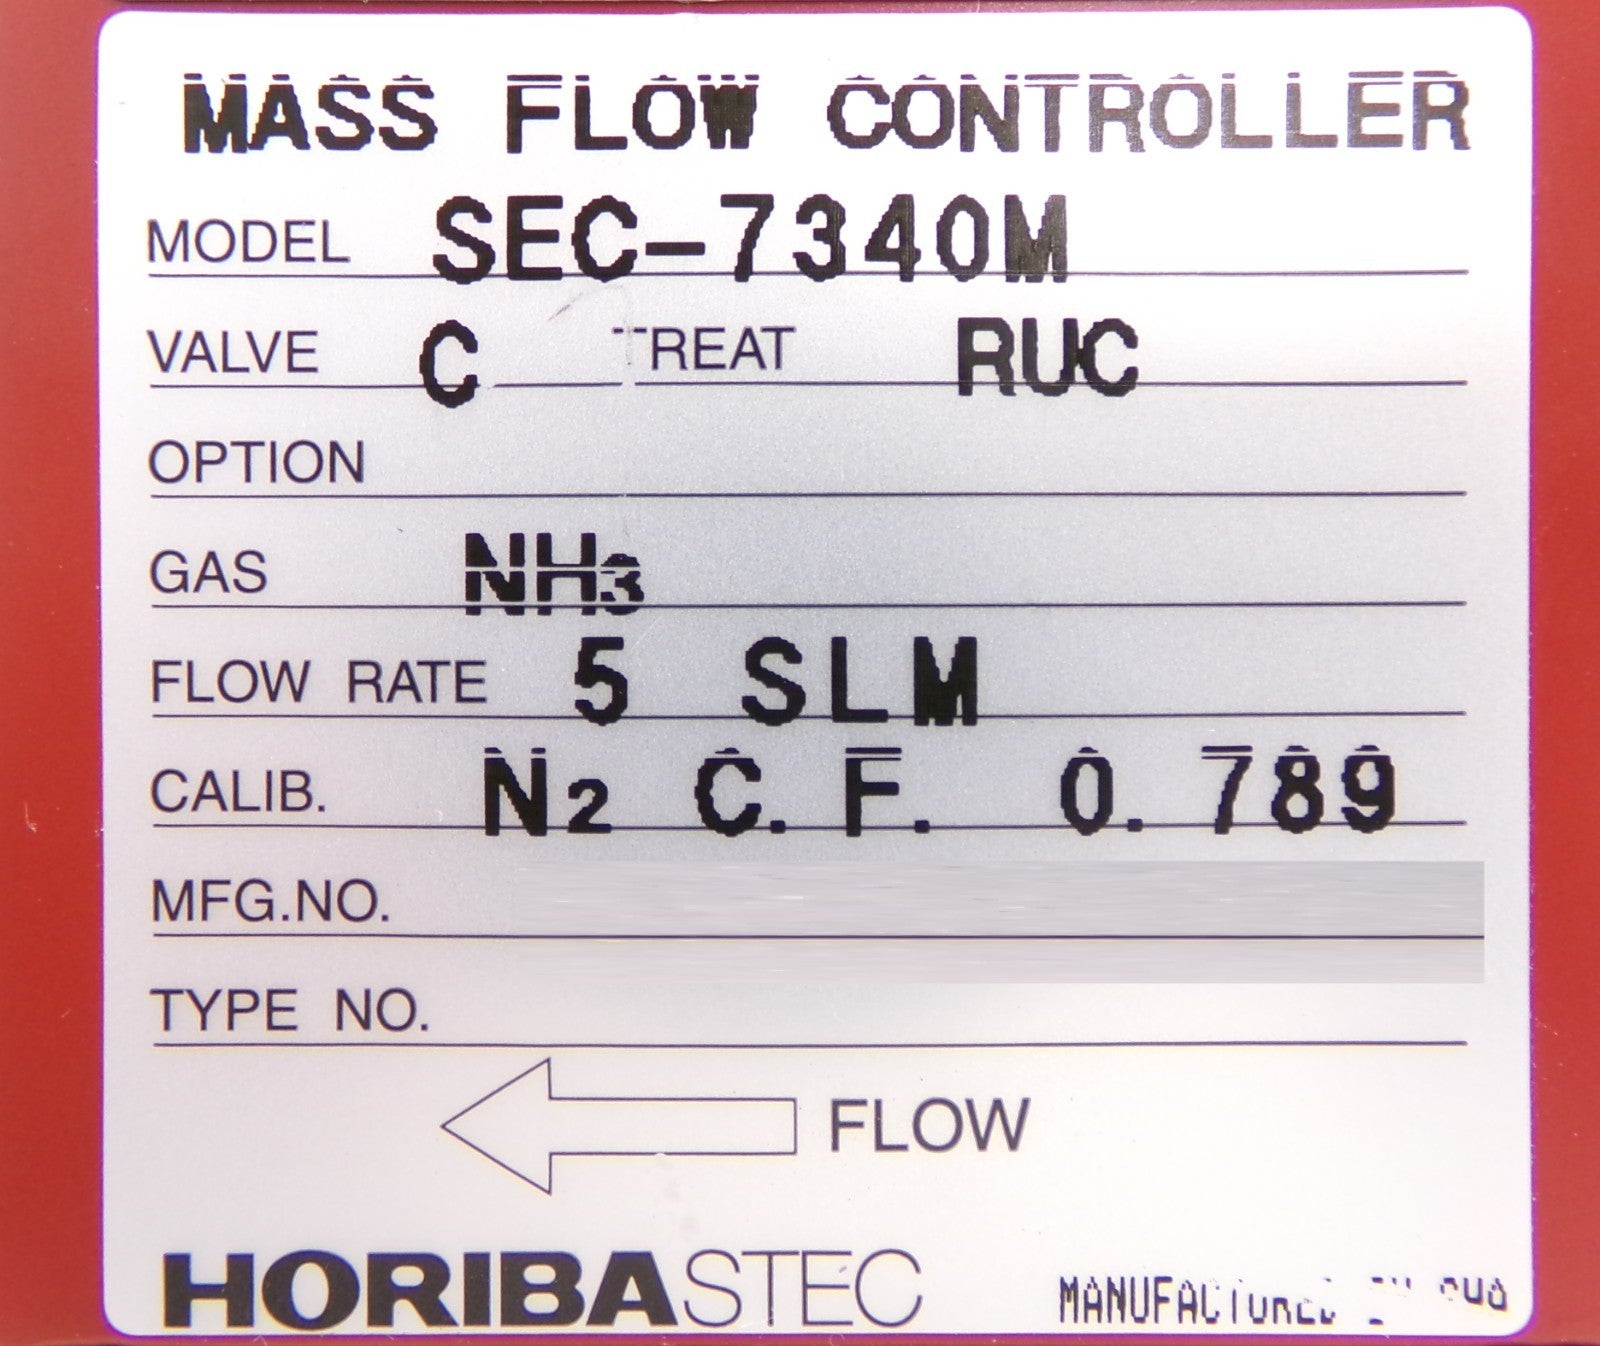 MASS FLOW CONTROLLER
MODEL SEC-7340M
VALVE C TREAT RUC
OPTION
GAS NH3
FLOW RATE 5 SLM
CALIB. N2 C.F. 0.789
MFG.NO.
TYPE NO.
FLOW
HORIBASTEC
MANUFACTURED